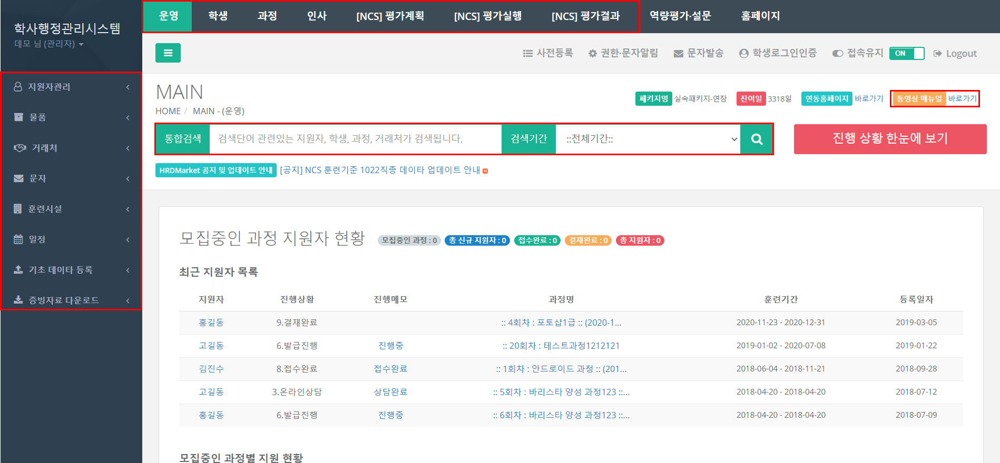 학사행정관리시스템
데모 님 (관리자)
운영 학생 과정 인사 [NCS] 평가계획 [NCS] 평가실행 [NCS] 평가결과 역량평가·설문 홈페이지
사전등록 권한·문자알림 문자발송 학생로그인인증 접속유지 ON Logout
지원자관리
물품
거래처
문자
훈련시설
일정
기초 데이타 등록
증빙자료 다운로드
MAIN
HOME / MAIN - (운영)
패키지명 실속패키지-연장 잔여일 3318일 연동홈페이지 바로가기 동영상 메뉴얼 바로가기
통합검색 검색단어 관련있는 지원자, 학생, 과정, 거래처가 검색됩니다. 검색기간 ::전체기간::
진행 상황 한눈에 보기
HRDMarket 공지 및 업데이트 안내 [공지] NCS 훈련기준 1022직종 데이타 업데이트 안내 N
모집중인 과정 지원자 현황 모집중인 과정 : 0 총 신규 지원자 : 0 접수완료 : 0 결재완료 : 0 총 지원자 : 0
최근 지원자 목록
지원자 진행상황 진행메모 과정명 훈련기간 등록일자
홍길동 9.결재완료 :: 4회차 : 포토샵1급 :: (2020-1... 2020-11-23 - 2020-12-31 2019-03-05
고길동 6.발급진행 진행중 :: 20회차 : 테스트과정1212121 2019-01-02 - 2020-07-08 2019-01-22
김진수 8.접수완료 접수완료 :: 1회차 : 안드로이드 과정 :: (201... 2018-06-04 - 2018-11-21 2018-09-28
고길동 3.온라인상담 상담완료 :: 5회차 : 바리스타 양성 과정123 ::... 2018-04-20 - 2018-04-20 2018-07-12
홍길동 6.발급진행 진행중 :: 6회차 : 바리스타 양성 과정123 ::... 2018-04-20 - 2018-04-20 2018-07-09
모집중인 과정별 지원 현황